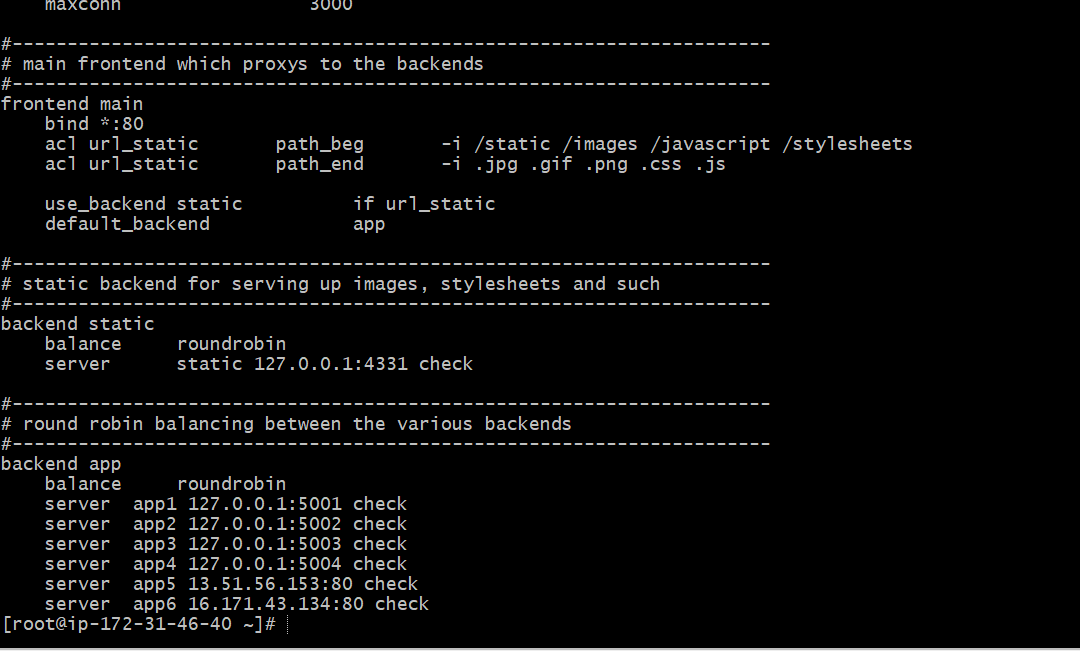 maxconn 3000
#---------------------------------------------------------------------
# main frontend which proxys to the backends
#---------------------------------------------------------------------
frontend main
    bind *:80
    acl url_static       path_beg       -i /static /images /javascript /stylesheets
    acl url_static       path_end       -i .jpg .gif .png .css .js
    use_backend static          if url_static
    default_backend             app
#---------------------------------------------------------------------
# static backend for serving up images, stylesheets and such
#---------------------------------------------------------------------
backend static
    balance     roundrobin
    server      static 127.0.0.1:4331 check
#---------------------------------------------------------------------
# round robin balancing between the various backends
#---------------------------------------------------------------------
backend app
    balance     roundrobin
    server  app1 127.0.0.1:5001 check
    server  app2 127.0.0.1:5002 check
    server  app3 127.0.0.1:5003 check
    server  app4 127.0.0.1:5004 check
    server  app5 13.51.56.153:80 check
    server  app6 16.171.43.134:80 check
[root@ip-172-31-46-40 ~]#